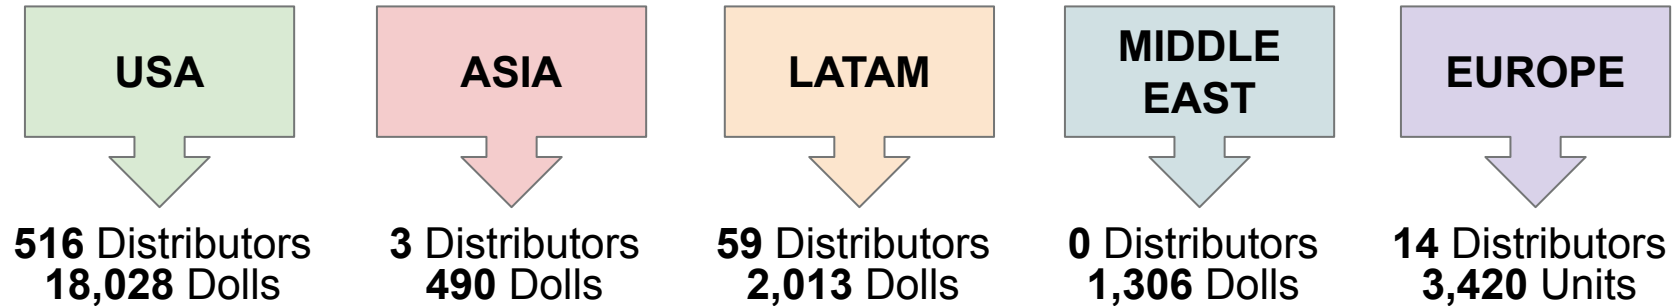 USA
516 Distributors
18,028 Dolls
ASIA
3 Distributors
490 Dolls
LATAM
59 Distributors
2,013 Dolls
MIDDLE
EAST
0 Distributors
1,306 Dolls
EUROPE
14 Distributors
3,420 Units